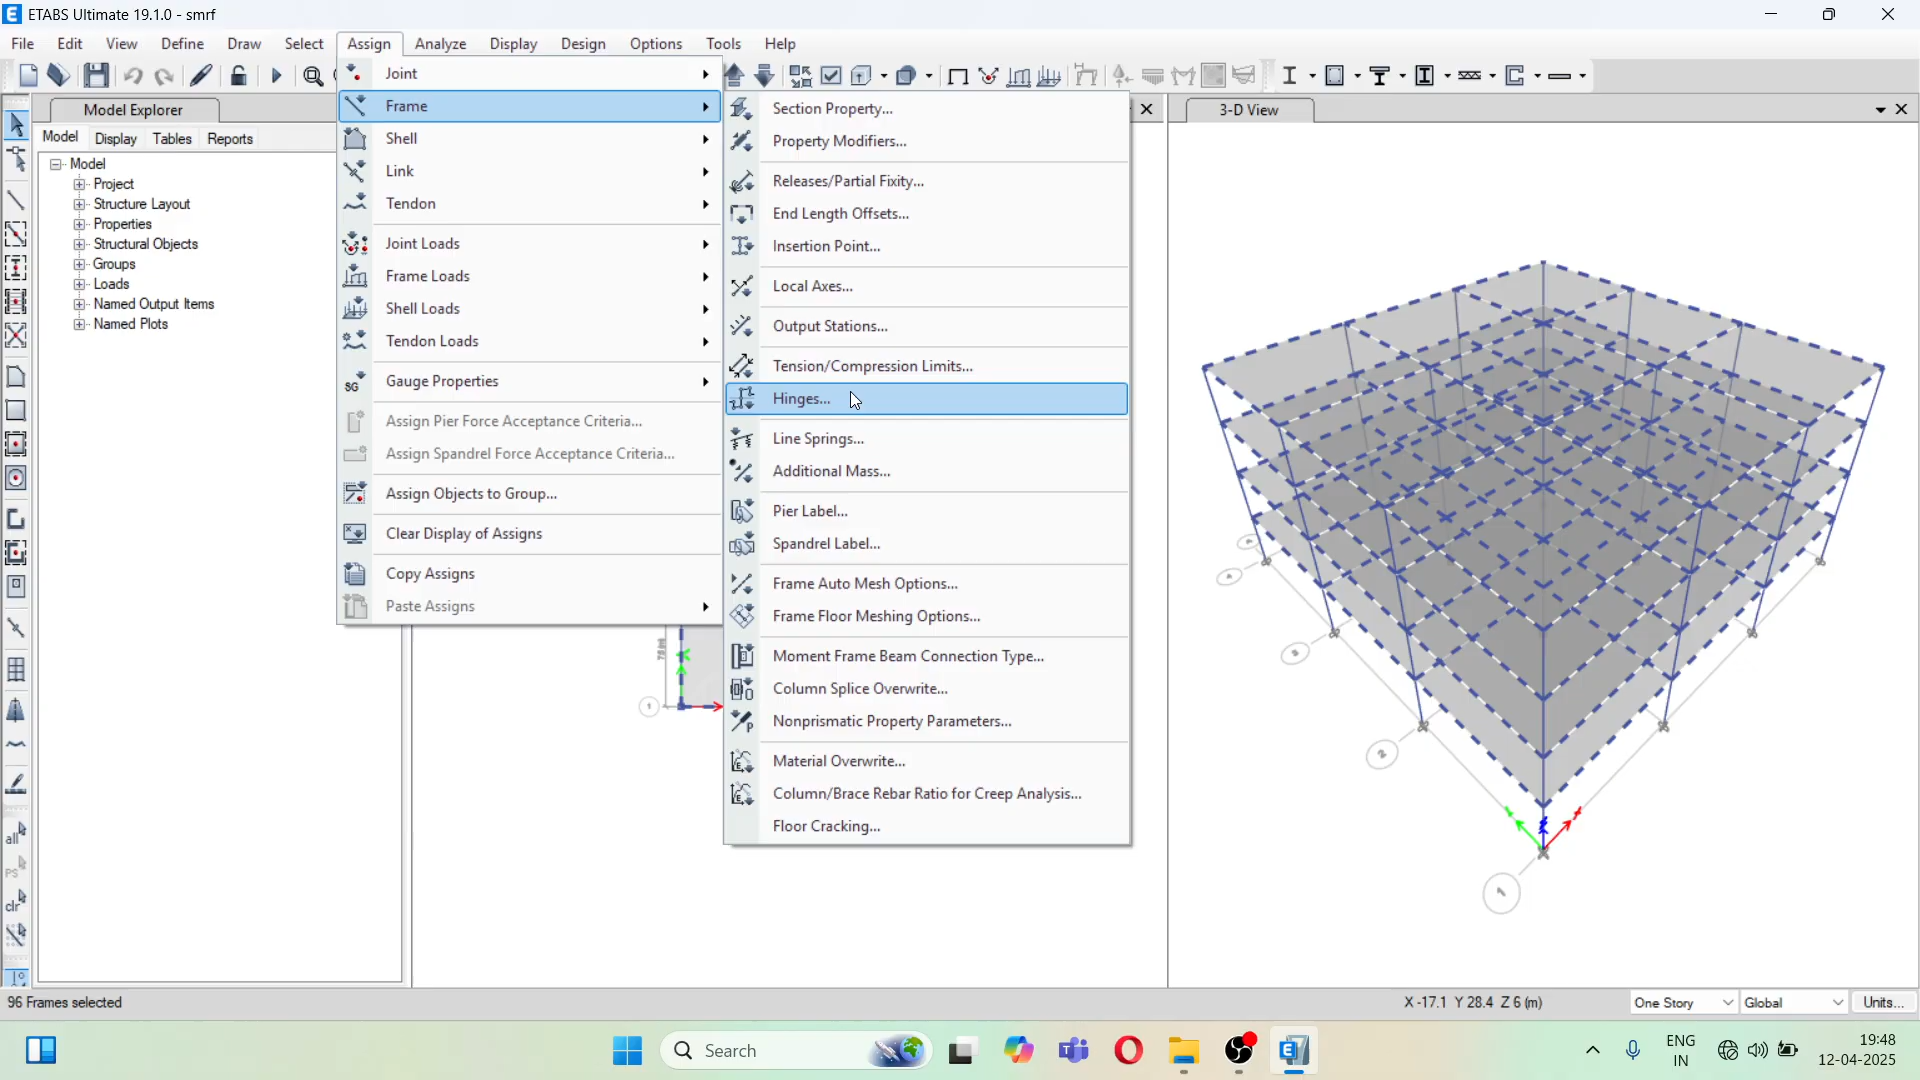 ETABS Ultimate 19.1.0 - smrf
File Edit View Define Draw Select Assign Analyze Display Design Options Tools Help
Model Explorer
Model Display Tables Reports
Model
Project
Structure Layout
Properties
Structural Objects
Groups
Loads
Named Output Items
Named Plots
Joint
Frame
Shell
Link
Tendon
Joint Loads
Frame Loads
Shell Loads
Tendon Loads
Gauge Properties
Assign Pier Force Acceptance Criteria...
Assign Spandrel Force Acceptance Criteria...
Assign Objects to Group...
Clear Display of Assigns
Copy Assigns
Paste Assigns
Section Property...
Property Modifiers...
Releases/Partial Fixity...
End Length Offsets...
Insertion Point...
Local Axes...
Output Stations...
Tension/Compression Limits...
Hinges...
Line Springs...
Additional Mass...
Pier Label...
Spandrel Label...
Frame Auto Mesh Options...
Frame Floor Meshing Options...
Moment Frame Beam Connection Type...
Column Splice Overwrite...
Nonprismatic Property Parameters...
Material Overwrite...
Column/Brace Rebar Ratio for Creep Analysis...
Floor Cracking...
3-D View
all
PS
clr
SG
1
96 Frames selected
X -17.1 Y 28.4 Z 6 (m)
One Story
Global
Units...
Search
ENG
IN
19:48
12-04-2025